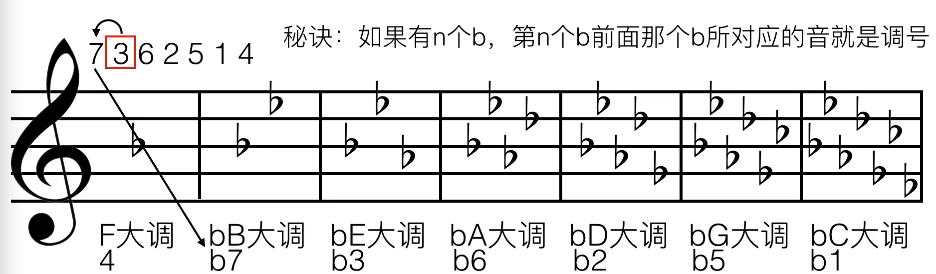 秘诀：如果有n个b，第n个b前面那个b所对应的音就是调号
7 3 6 2 5 1 4
F大调 bB大调 bE大调 bA大调 bD大调 bG大调 bC大调
4 b7 b3 b6 b2 b5 b1